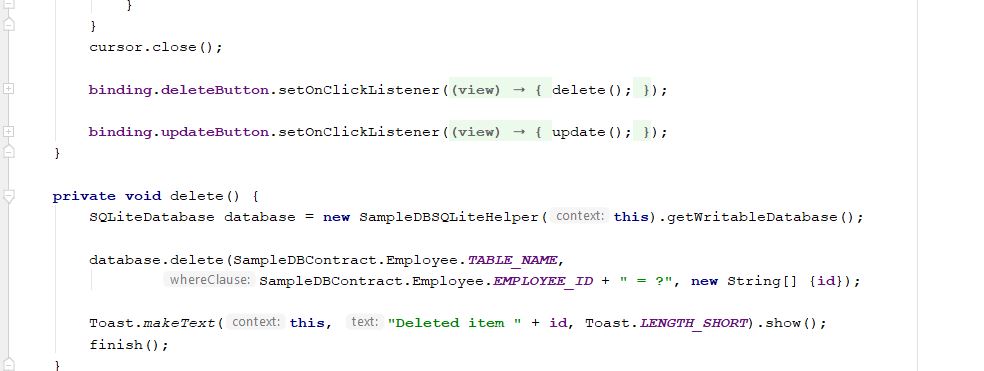 }
}
cursor.close();
binding.deleteButton.setOnClickListener((view) → { delete(); });
binding.updateButton.setOnClickListener((view) → { update(); });
}
private void delete() {
SQLiteDatabase database = new SampleDBSQLiteHelper( context: this).getWritableDatabase();
database.delete(SampleDBContract.Employee.TABLE_NAME,
whereClause: SampleDBContract.Employee.EMPLOYEE_ID + " = ?", new String[] {id});
Toast.makeText( context: this, text: "Deleted item " + id, Toast.LENGTH_SHORT).show();
finish();
}